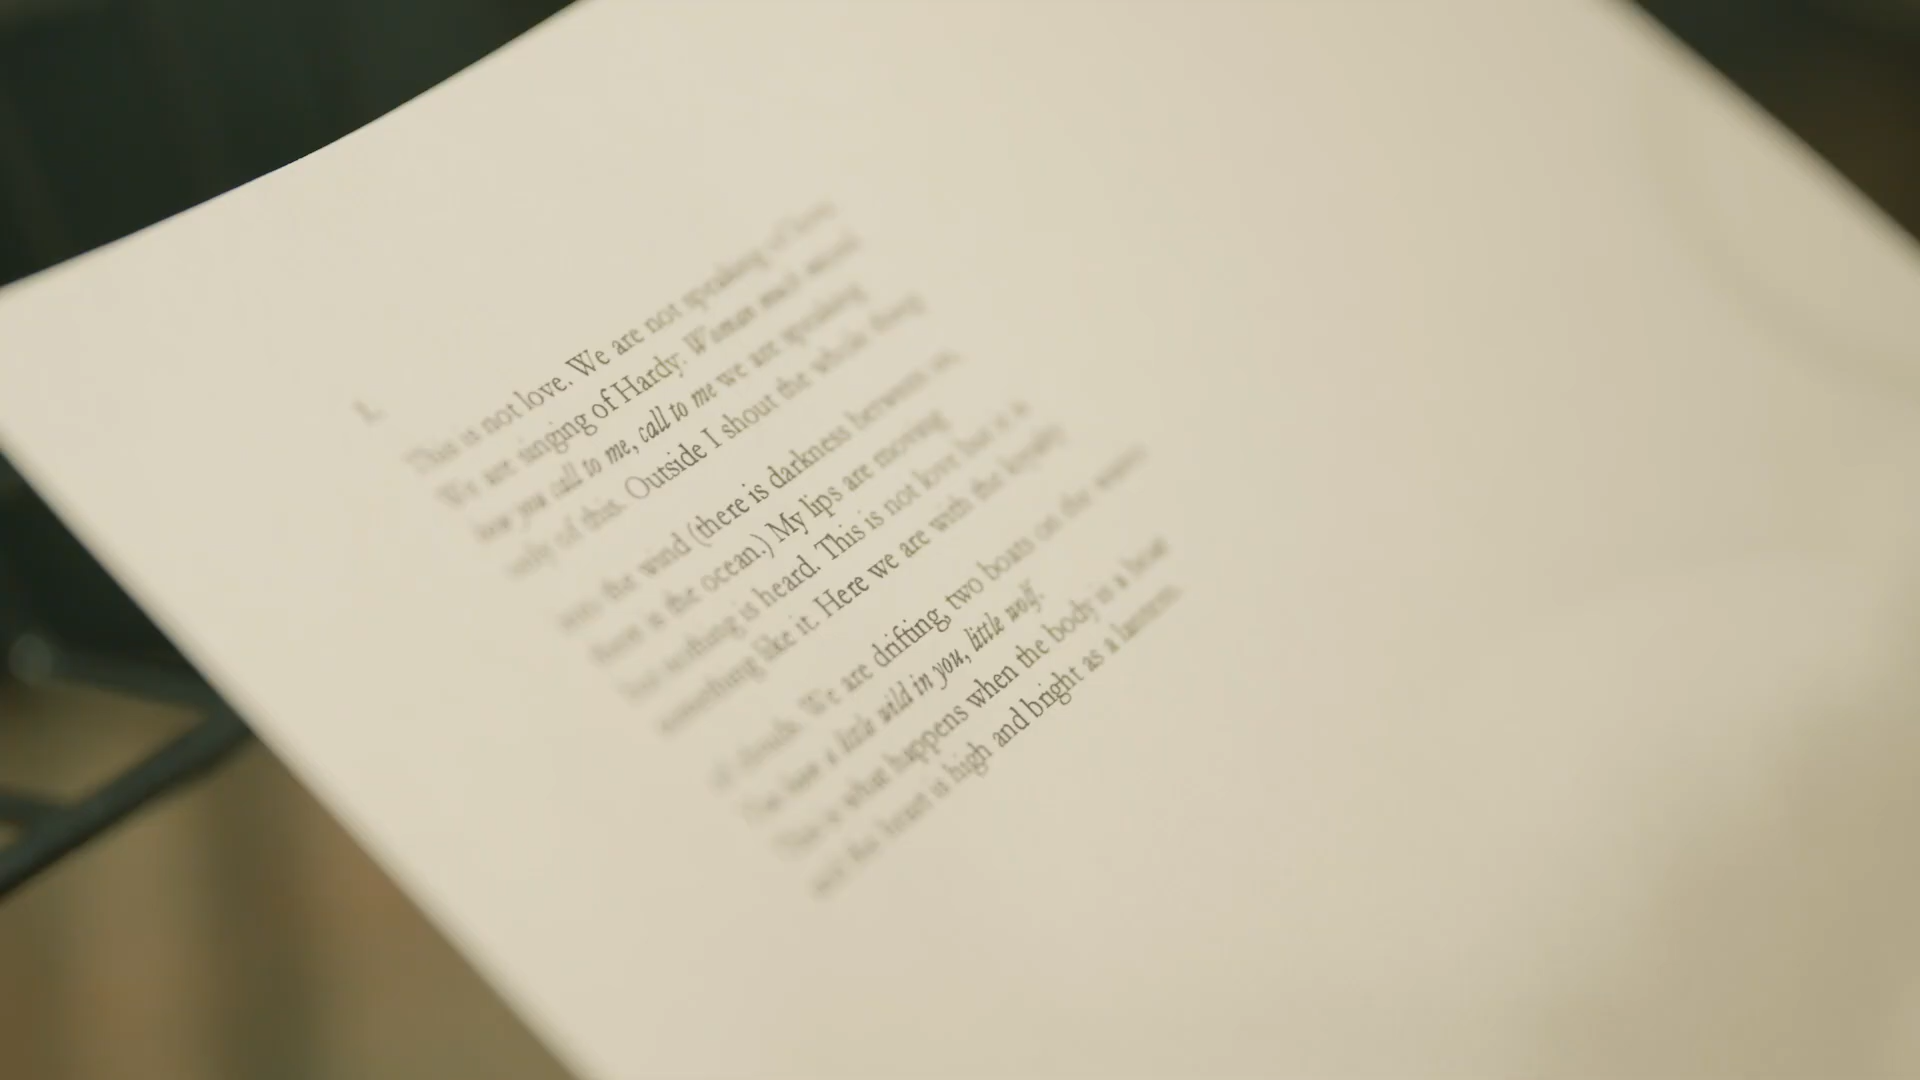 1.
This is not love. We are not speaking of love.
We are singing of Hardy. Woman much missed
how you call to me, call to me we are speaking
only of this. Outside I shout the whole thing
into the wind (there is darkness between us,
there is the ocean.) My lips are moving
but nothing is heard. This is not love but it is
something like it. Here we are with the
of clouds. We are drifting, two boats on the water.
You have a little wild in you, little wolf.
This is what happens when the body is a boat
and the heart is high and bright as a lantern.